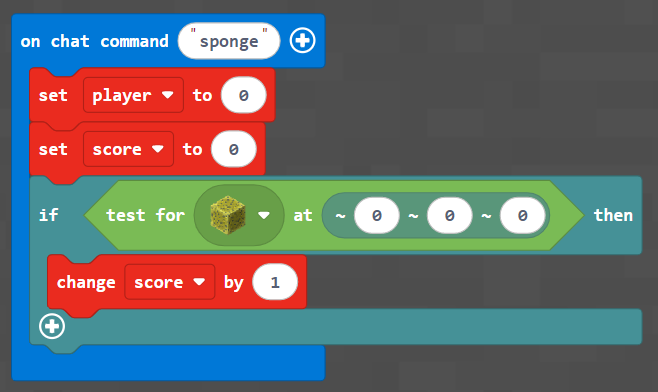 on chat command "sponge"
set player to 0
set score to 0
if test for at ~ 0 ~ 0 ~ 0 then
change score by 1